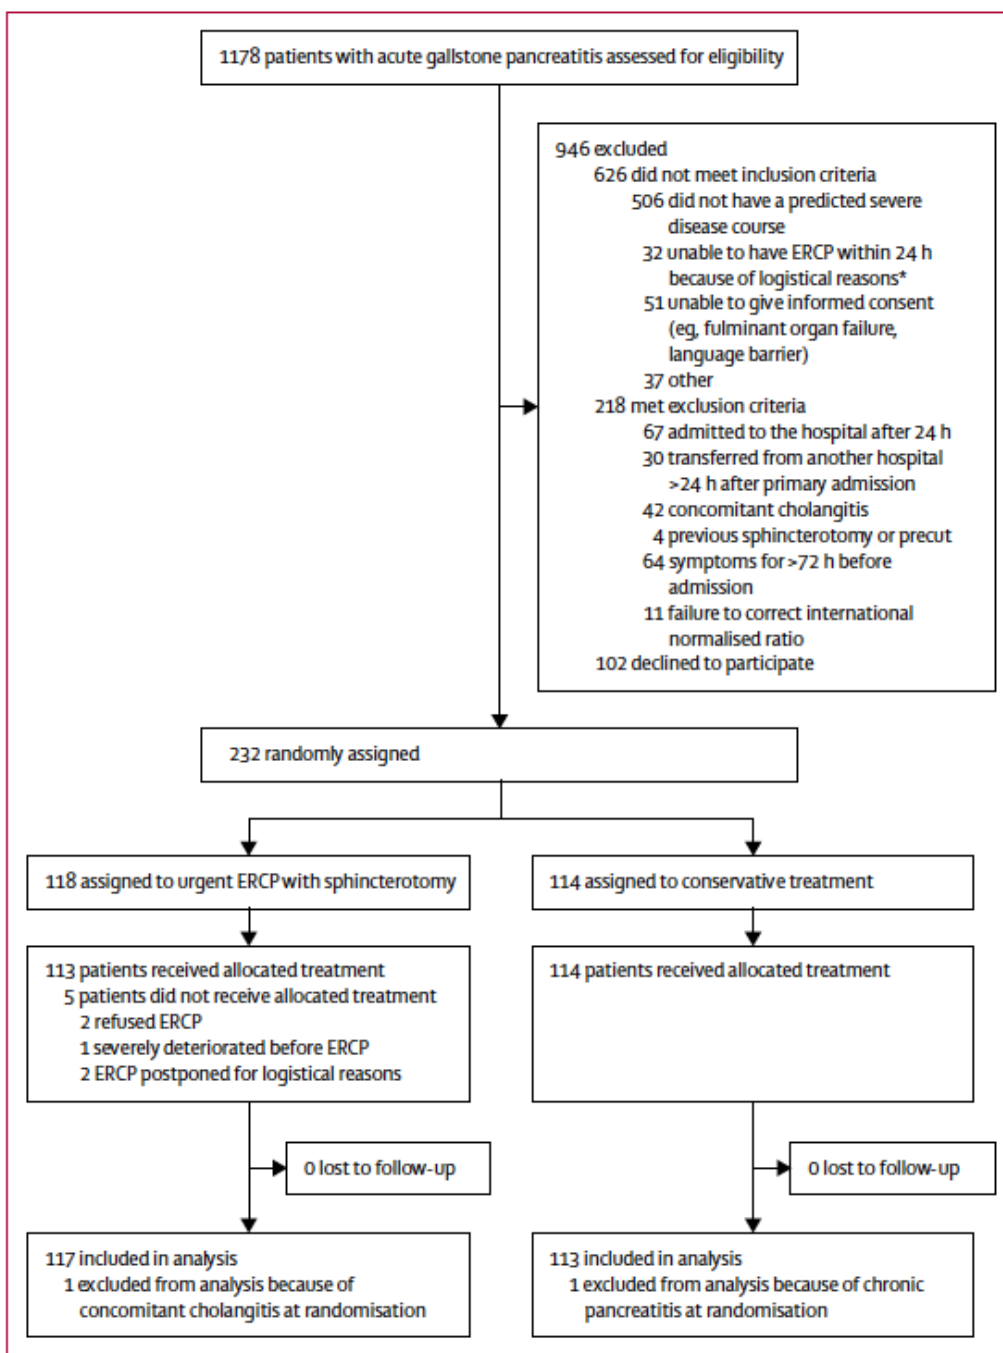 1178 patients with acute gallstone pancreatitis assessed for eligibility
946 excluded
626 did not meet inclusion criteria
506 did not have a predicted severe
disease course
32 unable to have ERCP within 24 h
because of logistical reasons*
51 unable to give informed consent
(eg, fulminant organ failure,
language barrier)
37 other
218 met exclusion criteria
67 admitted to the hospital after 24 h
30 transferred from another hospital
>24 h after primary admission
42 concomitant cholangitis
4 previous sphincterotomy or precut
64 symptoms for >72 h before
admission
11 failure to correct international
normalised ratio
102 declined to participate
232 randomly assigned
118 assigned to urgent ERCP with sphincterotomy
114 assigned to conservative treatment
113 patients received allocated treatment
5 patients did not receive allocated treatment
2 refused ERCP
1 severely deteriorated before ERCP
2 ERCP postponed for logistical reasons
114 patients received allocated treatment
0 lost to follow-up
0 lost to follow-up
117 included in analysis
1 excluded from analysis because of
concomitant cholangitis at randomisation
113 included in analysis
1 excluded from analysis because of chronic
pancreatitis at randomisation